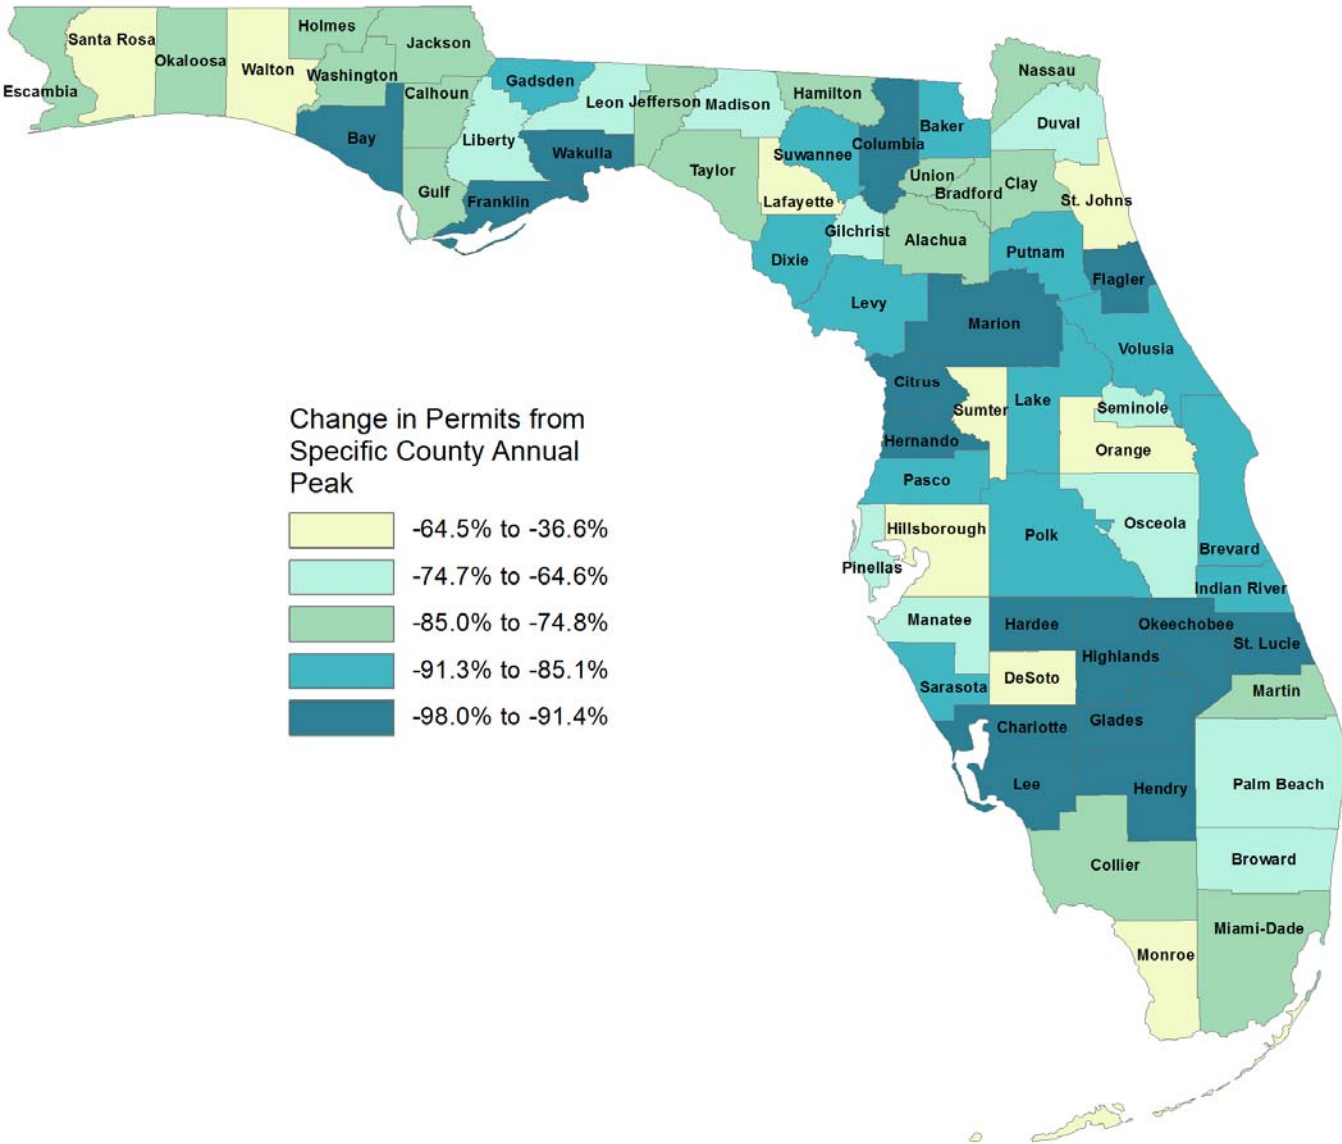 Holmes
Santa Rosa
Jackson
Okaloosa
Walton
Washington
Escambia
Calhoun
Bay
Gulf
Gadsden
Leon
Jefferson
Madison
Liberty
Wakulla
Franklin
Taylor
Hamilton
Suwannee
Columbia
Baker
Nassau
Duval
Lafayette
Union
Bradford
Clay
St. Johns
Gilchrist
Alachua
Dixie
Putnam
Flagler
Levy
Marion
Volusia
Citrus
Sumter
Lake
Seminole
Hernando
Orange
Pasco
Hillsborough
Polk
Osceola
Brevard
Pinellas
Indian River
Manatee
Hardee
Okeechobee
St. Lucie
Highlands
Sarasota
DeSoto
Martin
Charlotte
Glades
Lee
Hendry
Palm Beach
Collier
Broward
Miami-Dade
Monroe
Change in Permits from
Specific County Annual
Peak
-64.5% to -36.6%
-74.7% to -64.6%
-85.0% to -74.8%
-91.3% to -85.1%
-98.0% to -91.4%